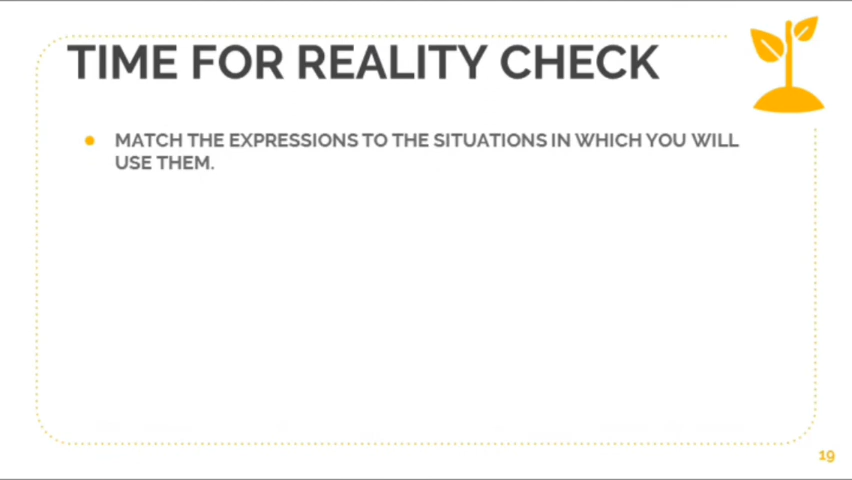 TIME FOR REALITY CHECK
MATCH THE EXPRESSIONS TO THE SITUATIONS IN WHICH YOU WILL
USE THEM.
19